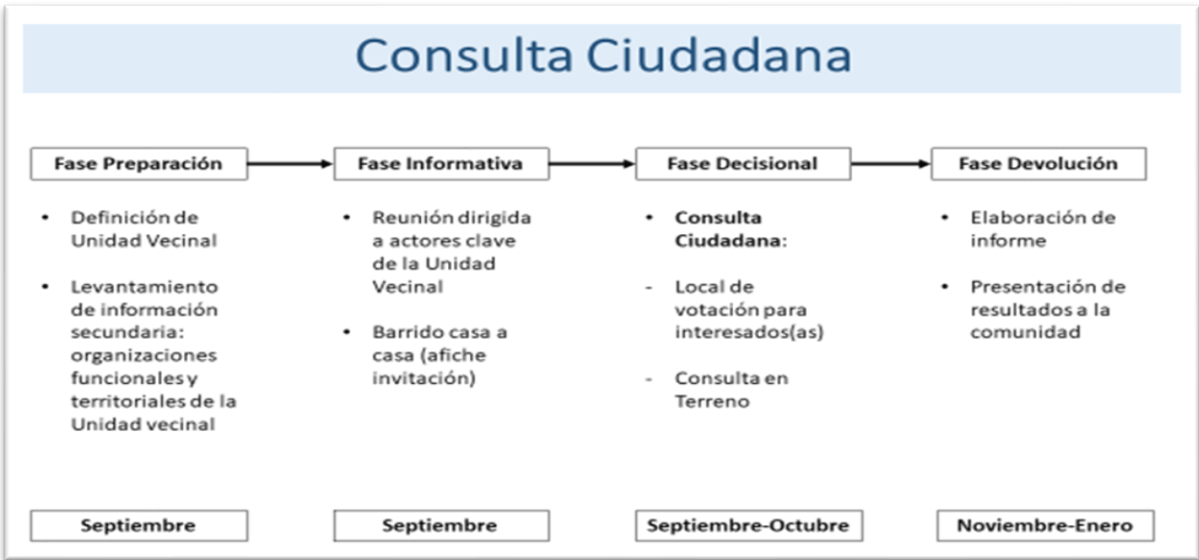 Consulta Ciudadana
Fase Preparación
• Definición de
Unidad Vecinal
• Levantamiento
de información
secundaria:
organizaciones
funcionales y
territoriales de la
Unidad vecinal
Septiembre
Fase Informativa
• Reunión dirigida
a actores clave
de la Unidad
Vecinal
• Barrido casa a
casa (afiche
invitación)
Septiembre
Fase Decisional
• Consulta
Ciudadana:
- Local de
votación para
interesados(as)
- Consulta en
Terreno
Septiembre-Octubre
Fase Devolución
• Elaboración de
informe
• Presentación de
resultados a la
comunidad
Noviembre-Enero